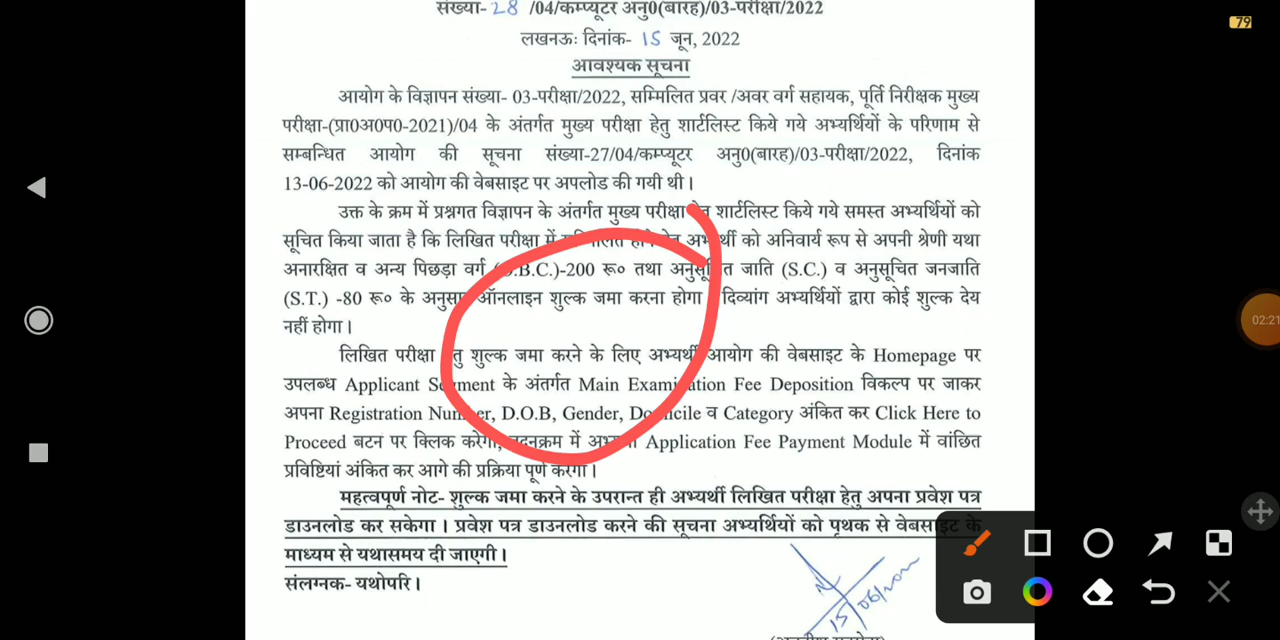 79
संख्या- 28 /04/कम्प्यूटर अनु0(बारह)/03-परीक्षा/2022
लखनऊः दिनांक- 15 जून, 2022
आवश्यक सूचना
आयोग के विज्ञापन संख्या- 03-परीक्षा/2022, सम्मिलित प्रवर /अवर वर्ग सहायक, पूर्ति निरीक्षक मुख्य
परीक्षा-(प्रा0अ0प0-2021)/04 के अंतर्गत मुख्य परीक्षा हेतु शार्टलिस्ट किये गये अभ्यर्थियों के परिणाम से
सम्बन्धित आयोग की सूचना संख्या-27/04/कम्प्यूटर अनु0(बारह)/03-परीक्षा/2022, दिनांक
13-06-2022 को आयोग की वेबसाइट पर अपलोड की गयी थी।
उक्त के क्रम में प्रश्नगत विज्ञापन के अंतर्गत मुख्य परीक्षा हेतु शार्टलिस्ट किये गये समस्त अभ्यर्थियों को
सूचित किया जाता है कि लिखित परीक्षा में होने हेतु अभ्यर्थी को अनिवार्य रूप से अपनी श्रेणी यथा
अनारक्षित व अन्य पिछड़ा वर्ग (O.B.C.)-200 रू० तथा अनुसूचित जाति (S.C.) व अनुसूचित जनजाति
(S.T.) -80 रू० के अनुसार ऑनलाइन शुल्क जमा करना होगा दिव्यांग अभ्यर्थियों द्वारा कोई शुल्क देय
नहीं होगा।
लिखित परीक्षा हेतु शुल्क जमा करने के लिए अभ्यर्थी आयोग की वेबसाइट के Homepage पर
उपलब्ध Applicant Segment के अंतर्गत Main Examination Fee Deposition विकल्प पर जाकर
अपना Registration Number, D.O.B, Gender, Domicile व Category अंकित कर Click Here to
Proceed बटन पर क्लिक करेगा, तदनक्रम में अभ्यर्थी Application Fee Payment Module में वांछित
प्रविष्टियां अंकित कर आगे की प्रक्रिया पूर्ण करेगा।
महत्वपूर्ण नोट- शुल्क जमा करने के उपरान्त ही अभ्यर्थी लिखित परीक्षा हेतु अपना प्रवेश पत्र
डाउनलोड कर सकेगा। प्रवेश पत्र डाउनलोड करने की सूचना अभ्यर्थियों को पृथक से वेबसाइट के
माध्यम से यथासमय दी जाएगी।
संलग्नक- यथोपरि।
02:21